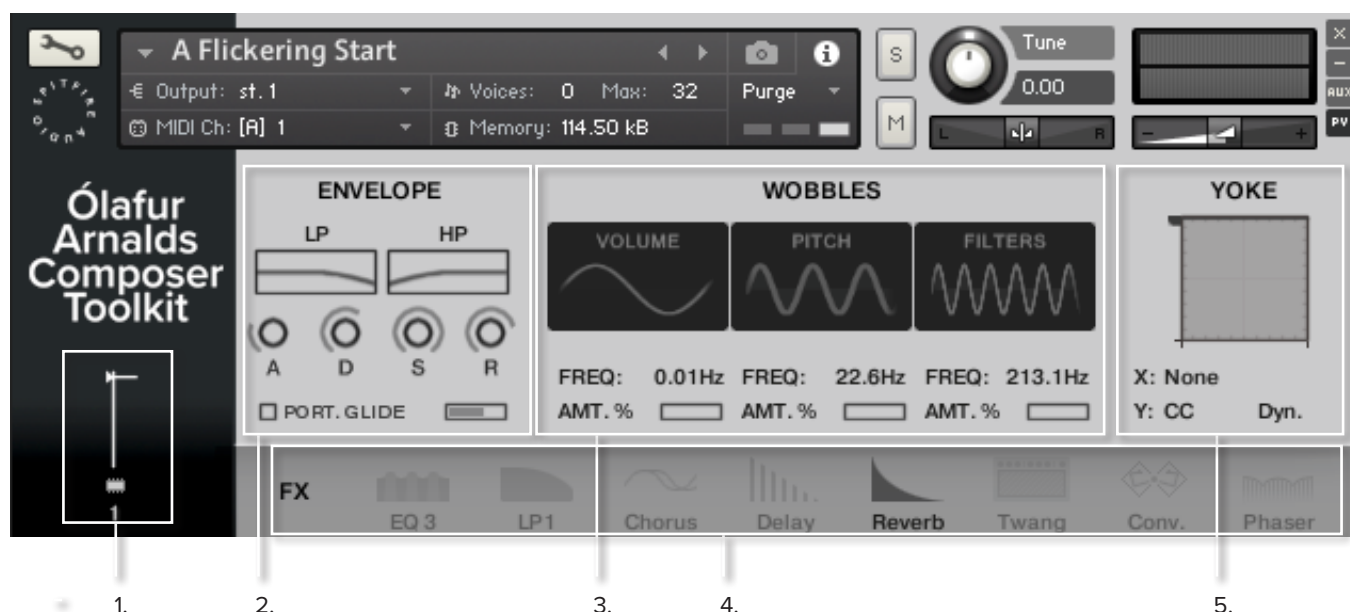 A Flickering Start
Output: st. 1
Voices: 0 Max: 32
Purge
MIDI Ch: [A] 1
Memory: 114.50 kB
S
M
Tune
0.00
L R
- +
×
-
AUX
PV
SPITFIRE AUDIO
Ólafur
Arnalds
Composer
Toolkit
ENVELOPE
LP HP
A D S R
PORT. GLIDE
WOBBLES
VOLUME PITCH FILTERS
FREQ: 0.01Hz FREQ: 22.6Hz FREQ: 213.1Hz
AMT. % AMT. % AMT. %
YOKE
X: None
Y: CC Dyn.
1
FX
EQ 3 LP1 Chorus Delay Reverb Twang Conv. Phaser
1. 2. 3. 4. 5.